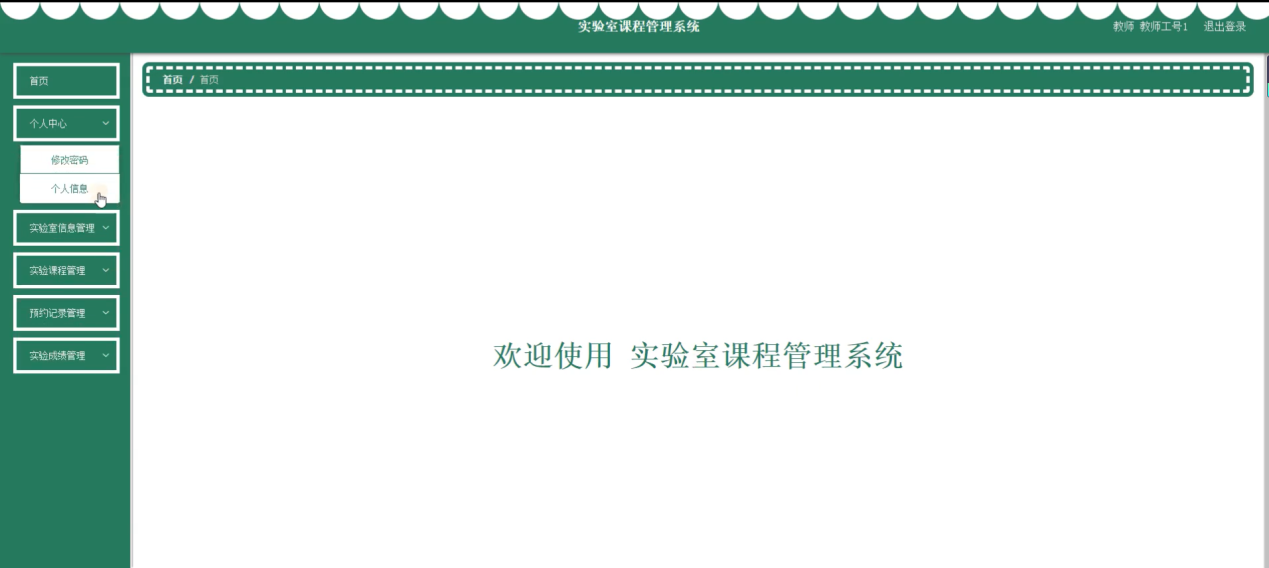 实验室课程管理系统
教师 教师工号1 退出登录
首页
首页 / 首页
个人中心
修改密码
个人信息
实验室信息管理
实验课程管理
预约记录管理
实验成绩管理
欢迎使用 实验室课程管理系统